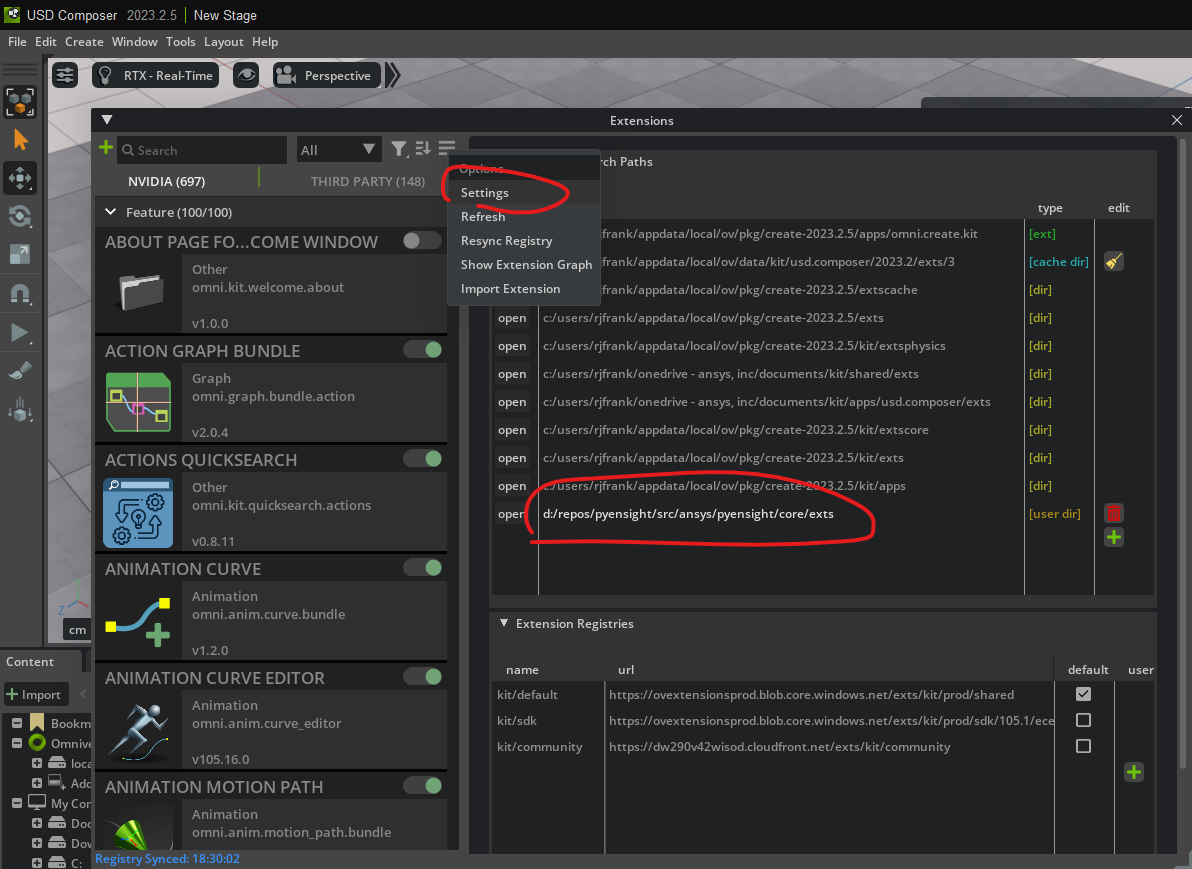 USD Composer 2023.2.5 | New Stage
File Edit Create Window Tools Layout Help
RTX - Real-Time Perspective
Extensions
Search All
NVIDIA (697) THIRD PARTY (148)
Options
Settings
Refresh
Resync Registry
Show Extension Graph
Import Extension
Feature (100/100)
ABOUT PAGE FO...COME WINDOW
Other
omni.kit.welcome.about
v1.0.0
ACTION GRAPH BUNDLE
Graph
omni.graph.bundle.action
v2.0.4
ACTIONS QUICKSEARCH
Other
omni.kit.quicksearch.actions
v0.8.11
ANIMATION CURVE
Animation
omni.anim.curve.bundle
v1.2.0
ANIMATION CURVE EDITOR
Animation
omni.anim.curve_editor
v105.16.0
ANIMATION MOTION PATH
Animation
omni.anim.motion_path.bundle
Registry Synced: 18:30:02
rch Paths
type edit
rjfrank/appdata/local/ov/pkg/create-2023.2.5/apps/omni.create.kit [ext]
rjfrank/appdata/local/ov/data/kit/usd.composer/2023.2/exts/3 [cache dir]
rjfrank/appdata/local/ov/pkg/create-2023.2.5/extscache [dir]
open c:/users/rjfrank/appdata/local/ov/pkg/create-2023.2.5/exts [dir]
open c:/users/rjfrank/appdata/local/ov/pkg/create-2023.2.5/kit/extsphysics [dir]
open c:/users/rjfrank/onedrive - ansys, inc/documents/kit/shared/exts [dir]
open c:/users/rjfrank/onedrive - ansys, inc/documents/kit/apps/usd.composer/exts [dir]
open c:/users/rjfrank/appdata/local/ov/pkg/create-2023.2.5/kit/extscore [dir]
open c:/users/rjfrank/appdata/local/ov/pkg/create-2023.2.5/kit/exts [dir]
open c:/users/rjfrank/appdata/local/ov/pkg/create-2023.2.5/kit/apps [dir]
open d:/repos/pyensight/src/ansys/pyensight/core/exts [user dir]
Extension Registries
name url default user
kit/default https://ovextensionsprod.blob.core.windows.net/exts/kit/prod/shared
kit/sdk https://ovextensionsprod.blob.core.windows.net/exts/kit/prod/sdk/105.1/ece
kit/community https://dw290v42wisod.cloudfront.net/exts/kit/community
Z
cm
Content
Import
Bookm
Omnive
loca
Add
My Con
Doc
Dow
C: